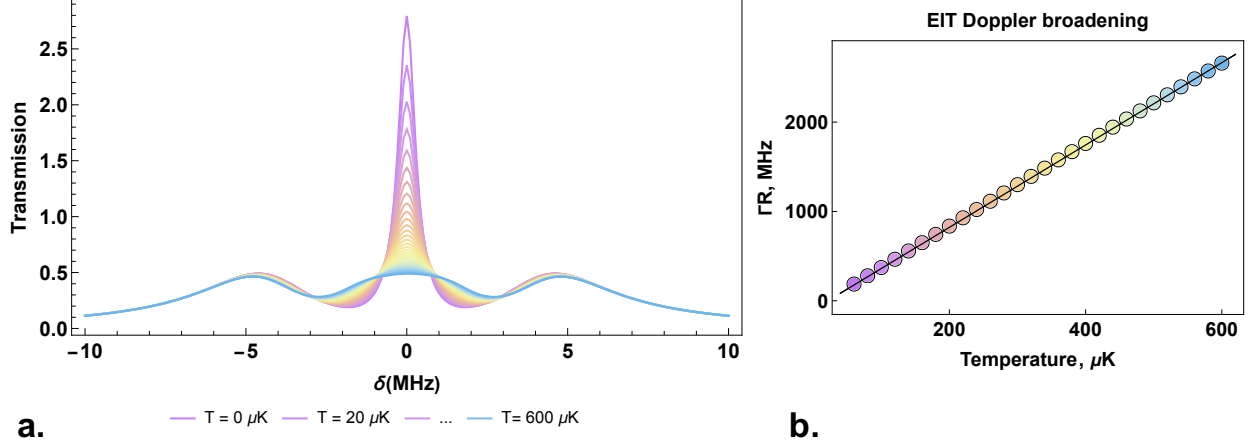 2.5
2.0
1.5
1.0
0.5
0.0
Transmission
−10
−5
0
5
10
δ(MHz)
T = 0 μK
T = 20 μK
...
T= 600 μK
a.
EIT Doppler broadening
2000
1000
0
ΓR, MHz
200
400
600
Temperature, μK
b.